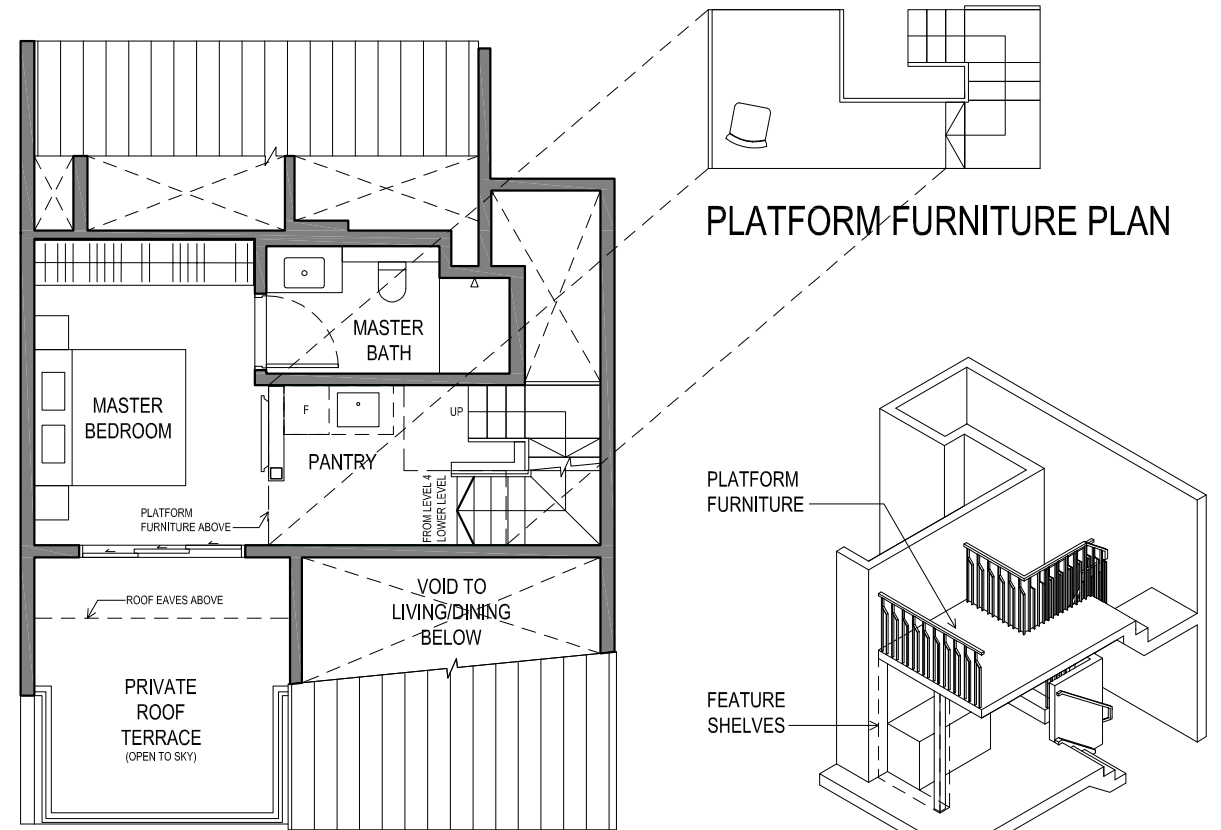 PLATFORM FURNITURE PLAN
MASTER
BATH
MASTER
BEDROOM
F
UP
PANTRY
FROM LEVEL 4
LOWER LEVEL
PLATFORM
FURNITURE ABOVE
ROOF EAVES ABOVE
VOID TO
LIVING/DINING
BELOW
PRIVATE
ROOF
TERRACE
(OPEN TO SKY)
PLATFORM
FURNITURE
FEATURE
SHELVES